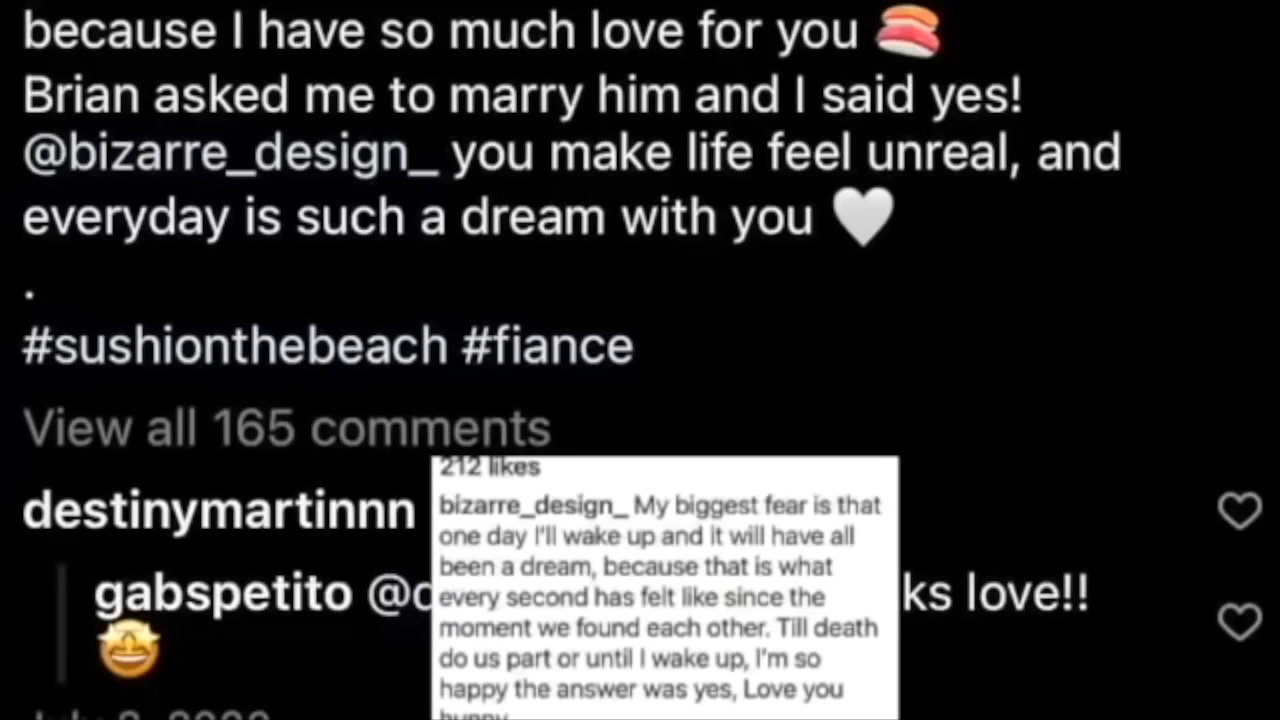 because I have so much love for you
Brian asked me to marry him and I said yes!
@bizarre_design_ you make life feel unreal, and
everyday is such a dream with you
.
#sushionthebeach #fiance
View all 165 comments
destinymartinnn
gabspetito @ ks love!!
212 likes
bizarre_design_ My biggest fear is that
one day I'll wake up and it will have all
been a dream, because that is what
every second has felt like since the
moment we found each other. Till death
do us part or until I wake up, I'm so
happy the answer was yes, Love you